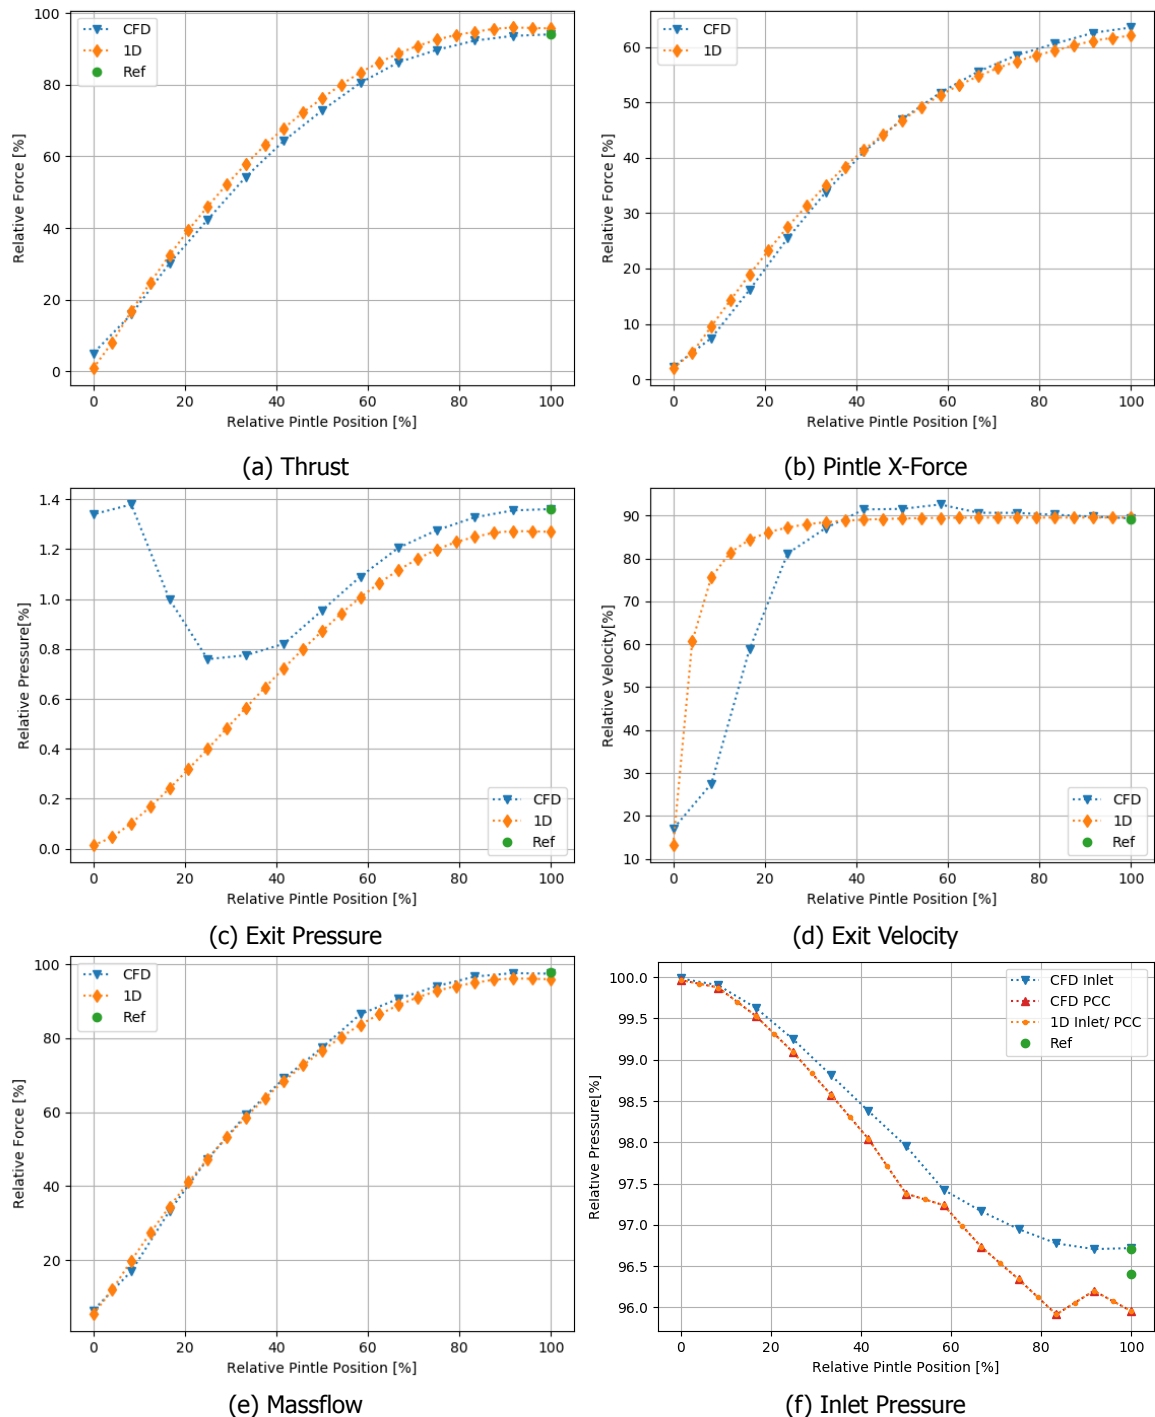 CFD
1D
Ref
100
80
60
40
20
0
Relative Force [%]
0 20 40 60 80 100
Relative Pintle Position [%]
(a) Thrust
CFD
1D
60
50
40
30
20
10
0
Relative Force [%]
0 20 40 60 80 100
Relative Pintle Position [%]
(b) Pintle X-Force
1.4
1.2
1.0
0.8
0.6
0.4
0.2
0.0
Relative Pressure[%]
CFD
1D
Ref
0 20 40 60 80 100
Relative Pintle Position [%]
(c) Exit Pressure
90
80
70
60
50
40
30
20
10
Relative Velocity[%]
CFD
1D
Ref
0 20 40 60 80 100
Relative Pintle Position [%]
(d) Exit Velocity
CFD
1D
Ref
100
80
60
40
20
Relative Force [%]
0 20 40 60 80 100
Relative Pintle Position [%]
(e) Massflow
CFD Inlet
CFD PCC
1D Inlet/ PCC
Ref
100.0
99.5
99.0
98.5
98.0
97.5
97.0
96.5
96.0
Relative Pressure[%]
0 20 40 60 80 100
Relative Pintle Position [%]
(f) Inlet Pressure